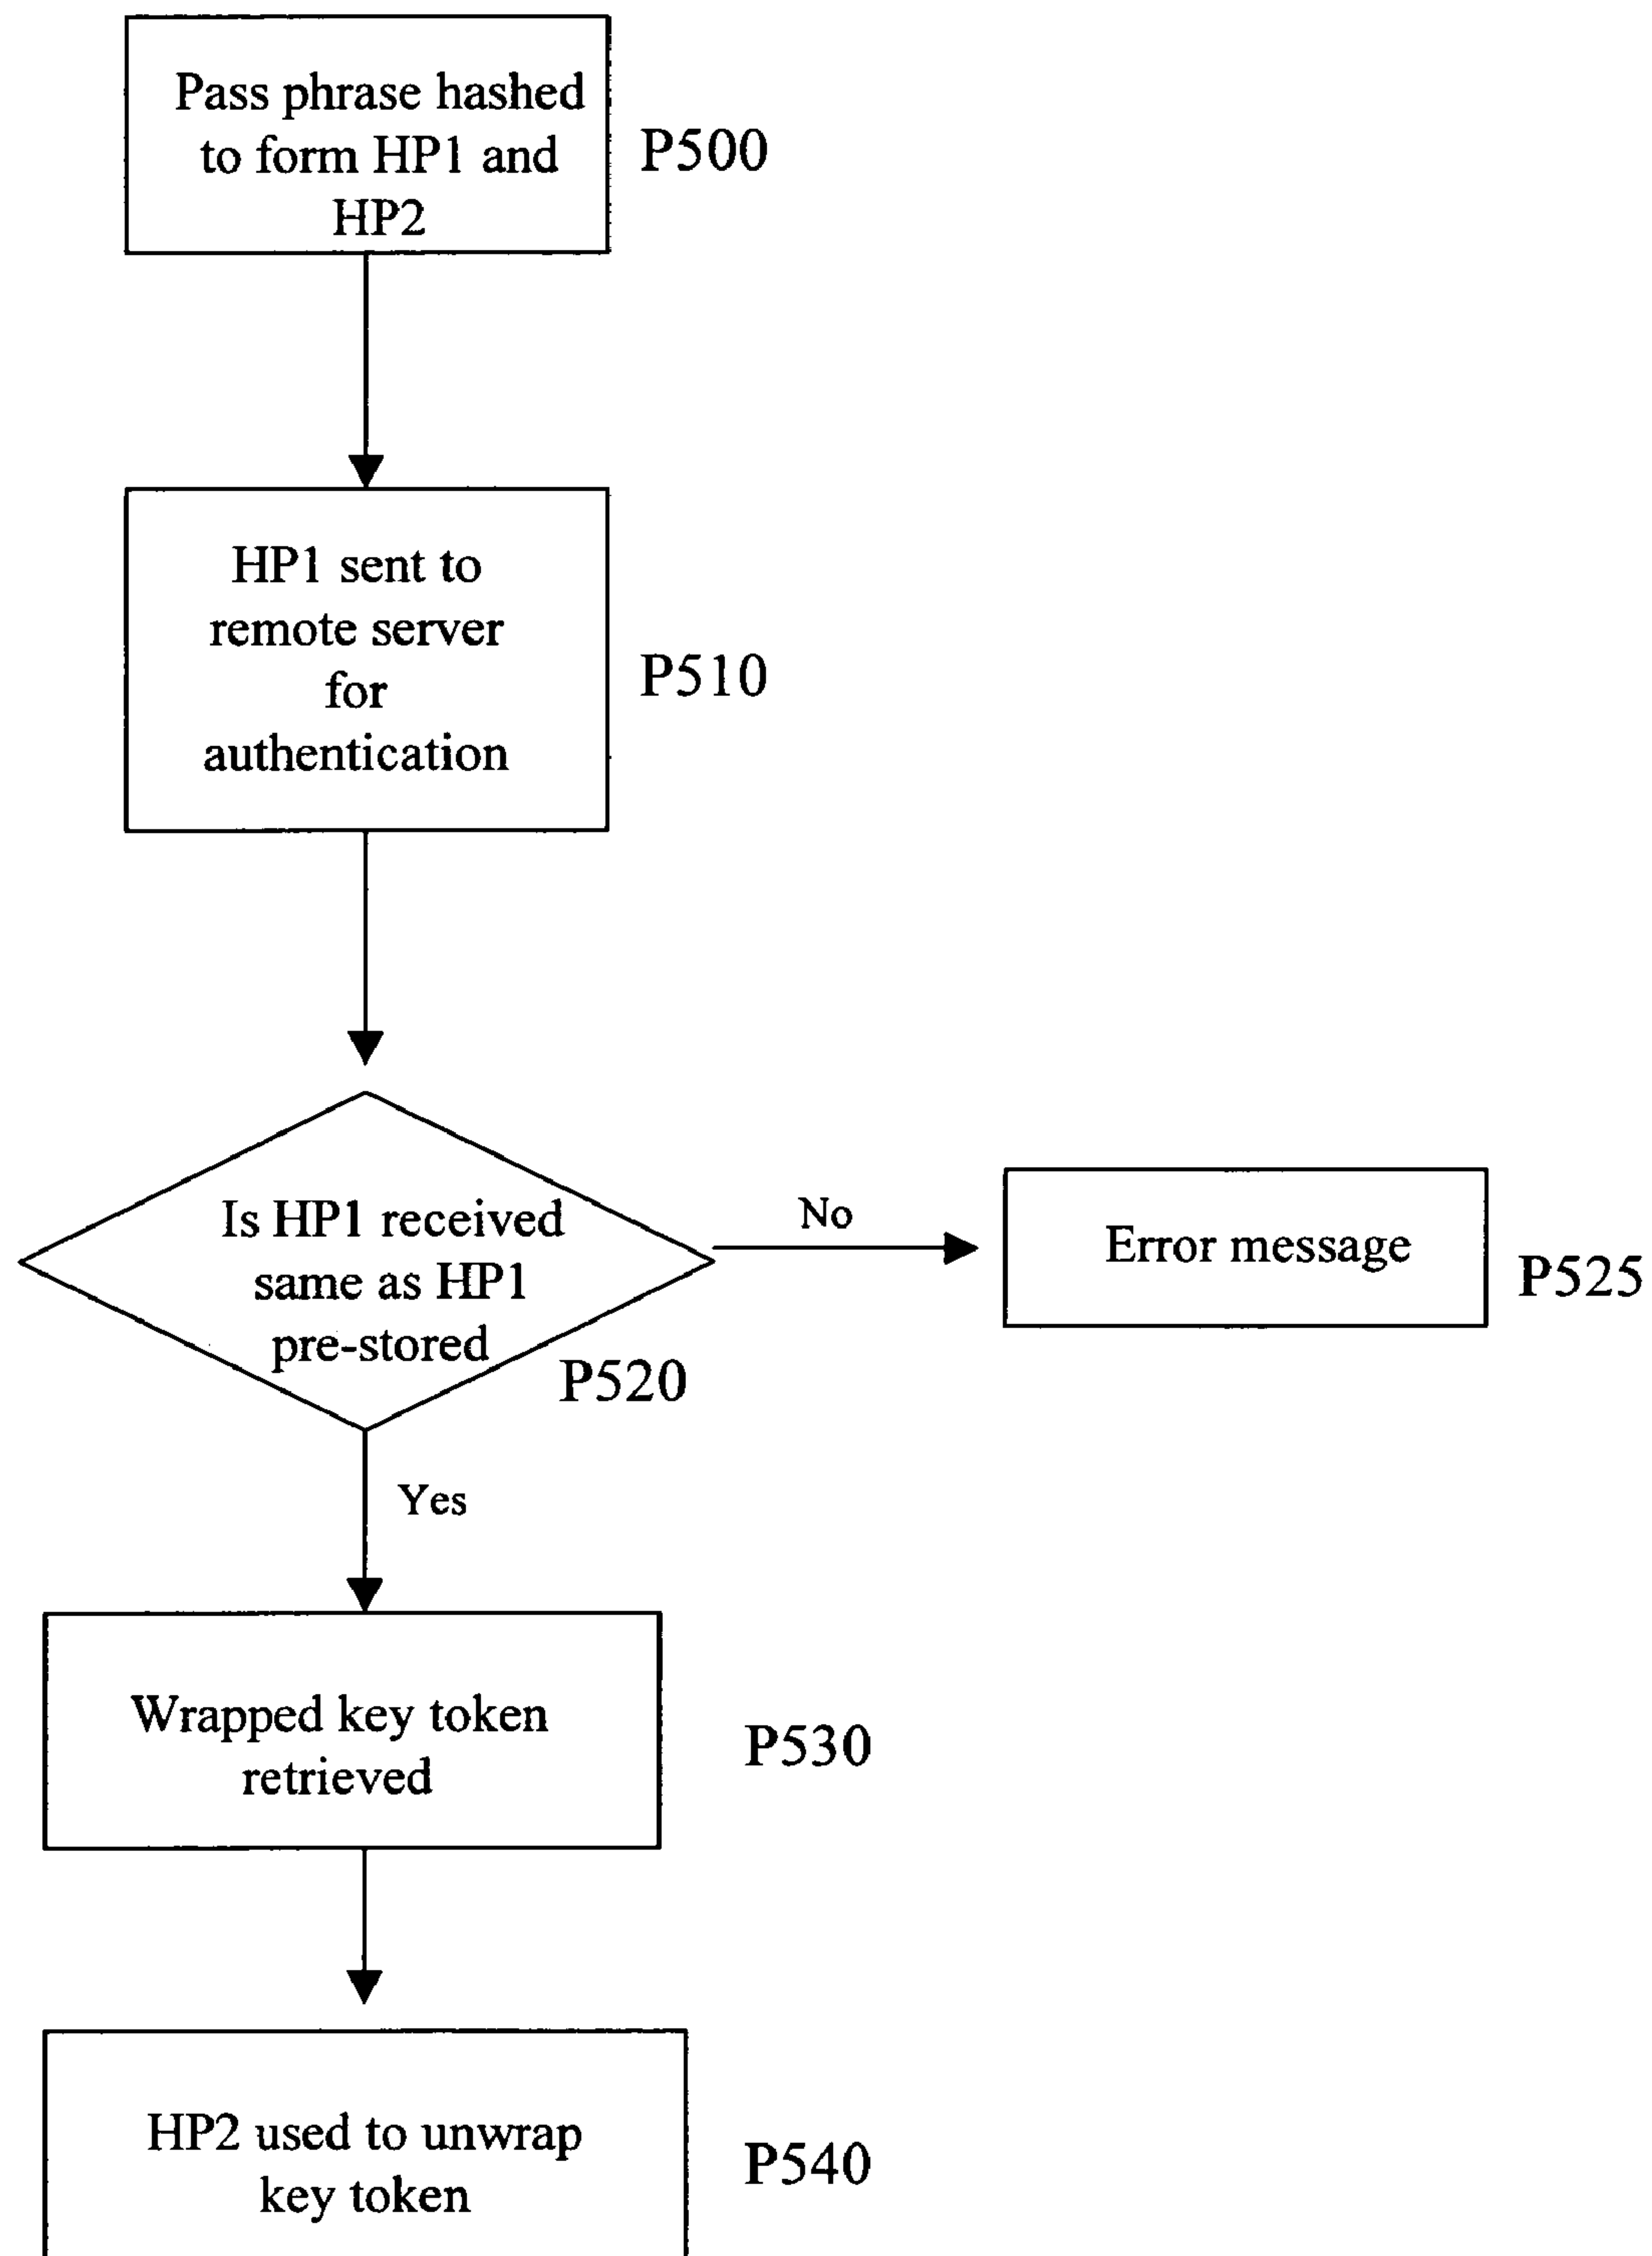 Pass phrase hashed
to form HP1 and
HP2
P500
HP1 sent to
remote server
for
authentication
P510
Is HP1 received
same as HP1
pre-stored
P520
No
Error message
P525
Yes
Wrapped key token
retrieved
P530
HP2 used to unwrap
key token
P540